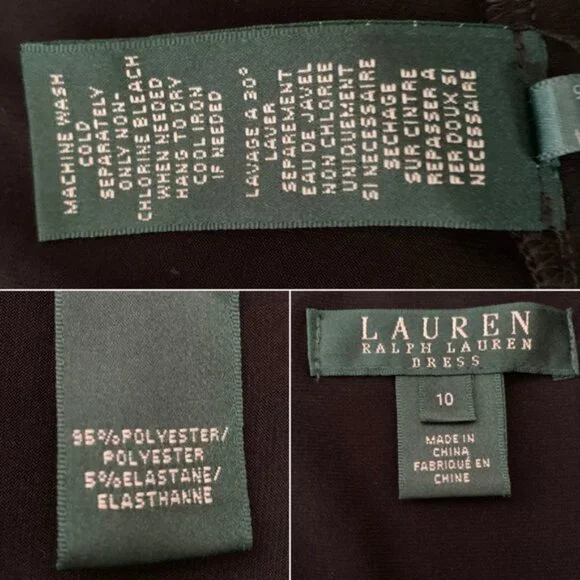 MACHINE WASH
COLD
SEPARATELY
ONLY NON-
CHLORINE BLEACH
WHEN NEEDED
HANG TO DRY
COOL IRON
IF NEEDED
LAVAGE A 30°
LAVER
SEPAREMENT
EAU DE JAVEL
NON CHLOREE
UNIQUEMENT
SI NECESSAIRE
SECHAGE
SUR CINTRE
REPASSER A
FER DOUX SI
NECESSAIRE
95%POLYESTER/
POLYESTER
5%ELASTANE/
ELASTHANNE
LAUREN
RALPH LAUREN
DRESS
10
MADE IN
CHINA
FABRIQUÉ EN
CHINE